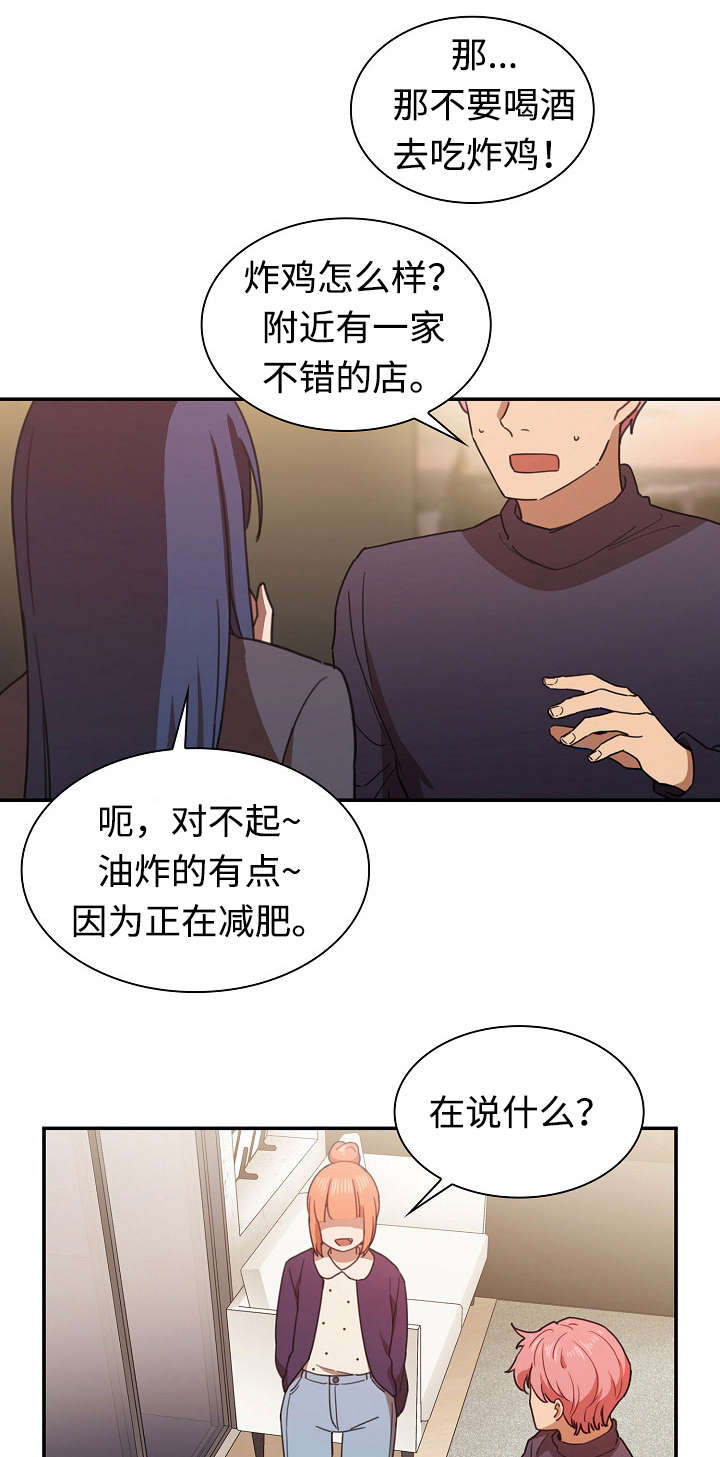 那...
那不要喝酒
去吃炸鸡！
炸鸡怎么样？
附近有一家
不错的店。
呃，对不起~
油炸的有点~
因为正在减肥。
在说什么？